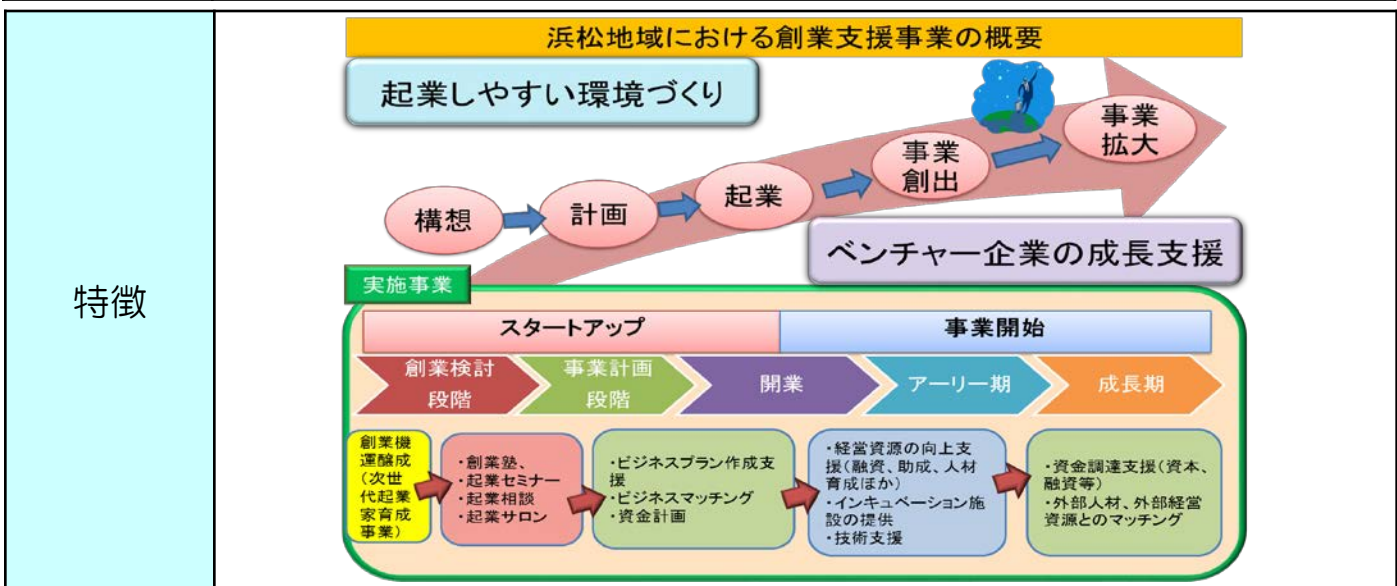 特徴
浜松地域における創業支援事業の概要
起業しやすい環境づくり
構想
計画
起業
事業
創出
事業
拡大
ベンチャー企業の成長支援
実施事業
スタートアップ
事業開始
創業検討
段階
事業計画
段階
開業
アーリー期
成長期
創業機
運醸成
(次世
代起業
家育成
事業)
・創業塾、
・起業セミナー
・起業相談
・起業サロン
・ビジネスプラン作成支
援
・ビジネスマッチング
・資金計画
・経営資源の向上支
援(融資、助成、人材
育成ほか)
・インキュベーション施
設の提供
・技術支援
・資金調達支援(資本、
融資等)
・外部人材、外部経営
資源とのマッチング